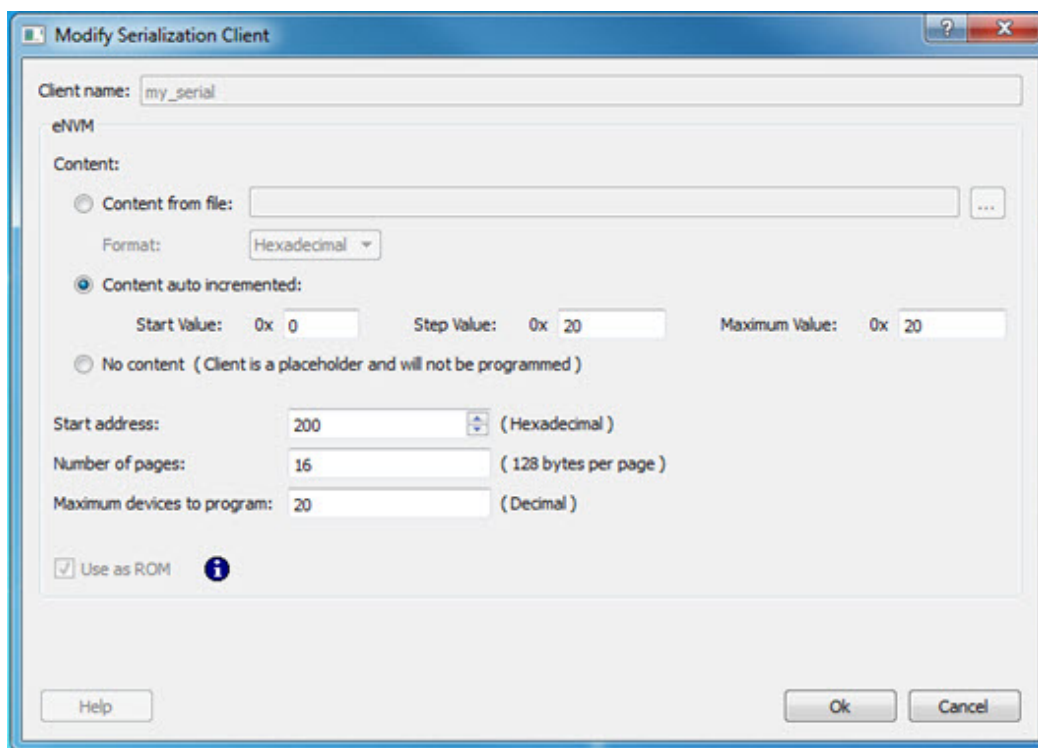 Modify Serialization Client
?
Client name: my_serial
eNVM
Content:
Content from file: ...
Format: Hexadecimal
Content auto incremented:
Start Value: 0x 0 Step Value: 0x 20 Maximum Value: 0x 20
No content ( Client is a placeholder and will not be programmed )
Start address: 200 ( Hexadecimal )
Number of pages: 16 ( 128 bytes per page )
Maximum devices to program: 20 ( Decimal )
Use as ROM i
Help Ok Cancel